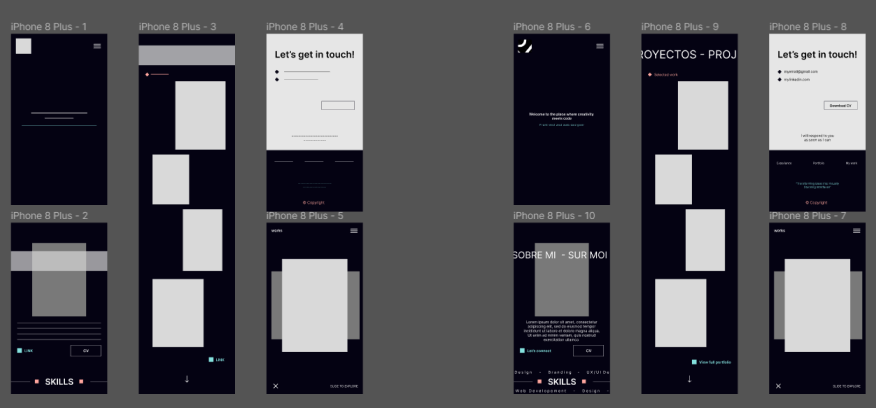 iPhone 8 Plus - 1
iPhone 8 Plus - 3
iPhone 8 Plus - 4
Let's get in touch!
© Copyright
iPhone 8 Plus - 2
LINK
CV
SKILLS
LINK
iPhone 8 Plus - 5
WORKS
SLIDE TO EXPLORE
iPhone 8 Plus - 6
Welcome to the place where creativity
meets code
iPhone 8 Plus - 9
ROYECTOS - PROJ
Selected work
iPhone 8 Plus - 8
Let's get in touch!
Download CV
I will respond to you
as soon as I can
My work
© Copyright
iPhone 8 Plus - 10
SOBRE MI - SUR MOI
Lorem ipsum dolor sit amet, consectetur
adipiscing elit, sed do eiusmod tempor
incididunt ut labore et dolore magna aliqua.
Ut enim ad minim veniam, quis nostrud
exercitation ullamco
Let's connect
CV
Design - Branding - UX/UI De
SKILLS
Web Development - Design -
View full portfolio
iPhone 8 Plus - 7
WORKS
SLIDE TO EXPLORE